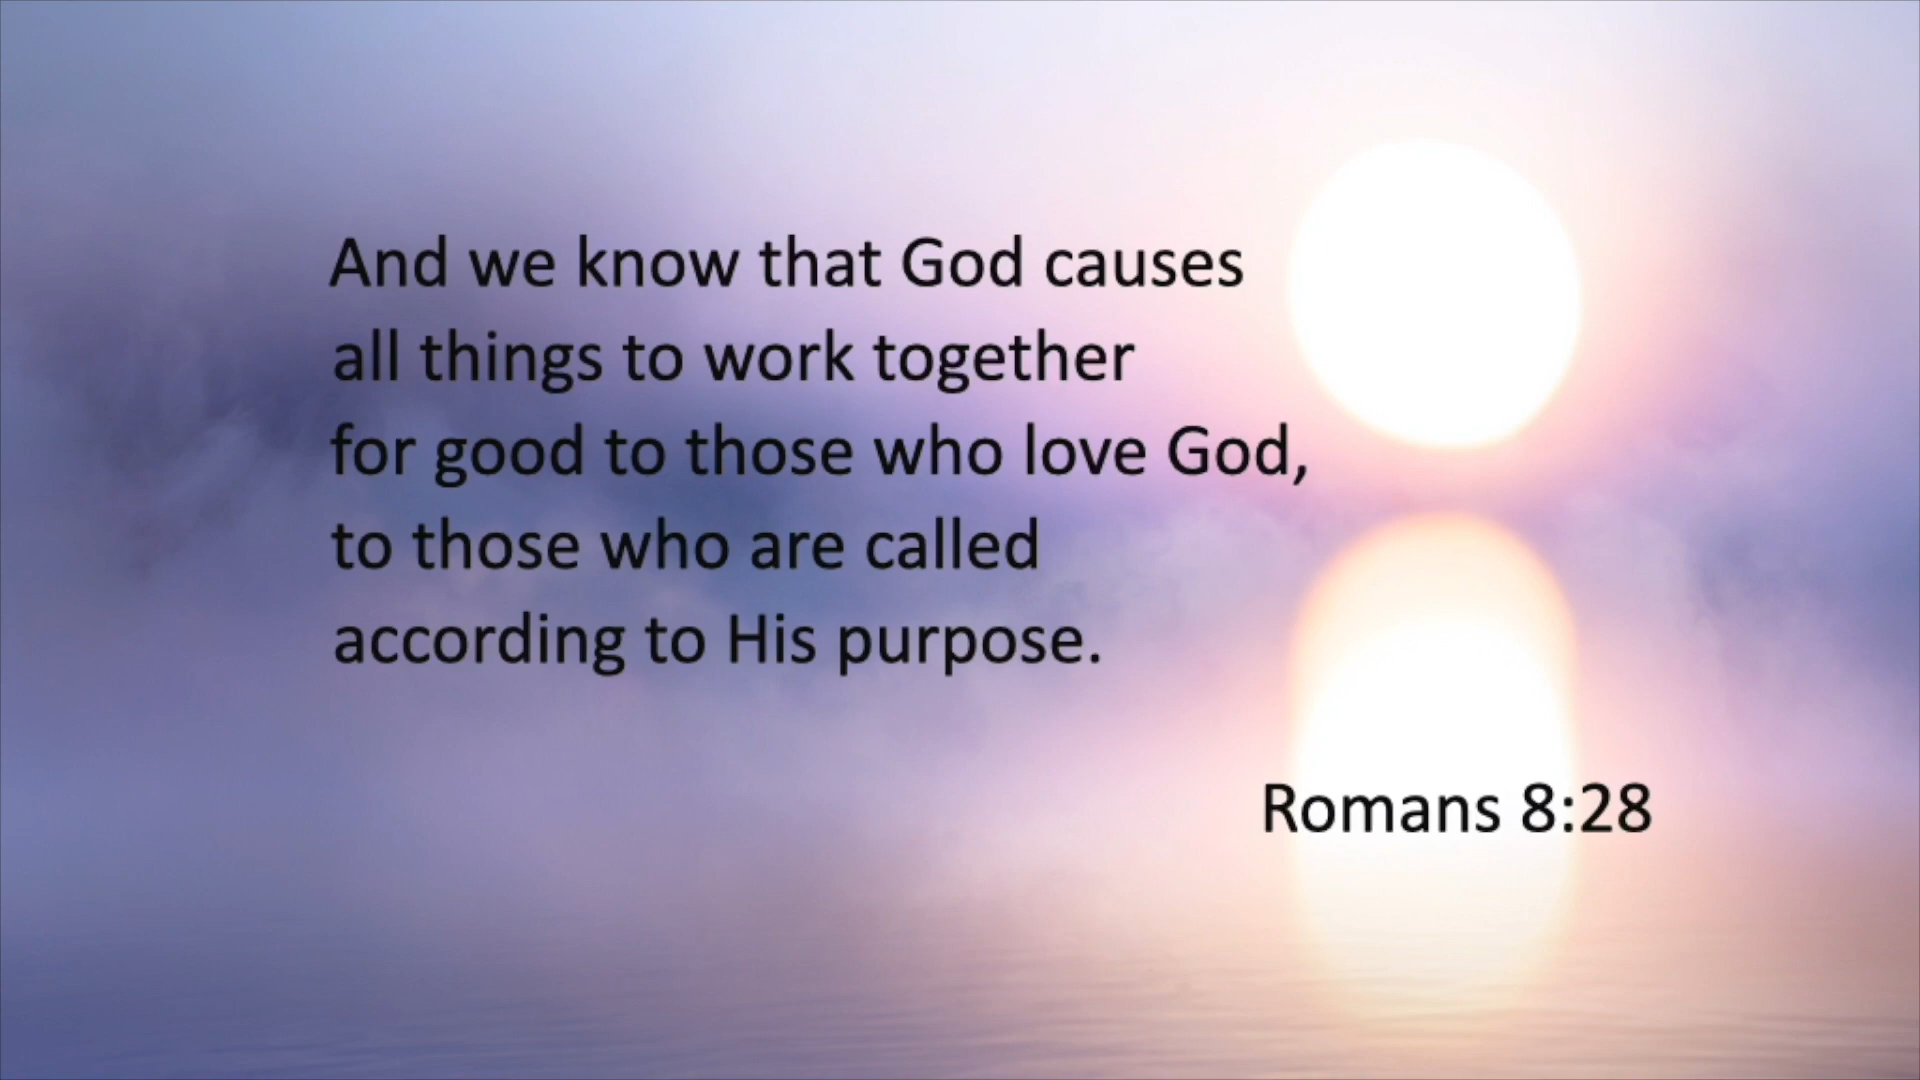 And we know that God causes
all things to work together
for good to those who love God,
to those who are called
according to His purpose.
Romans 8:28